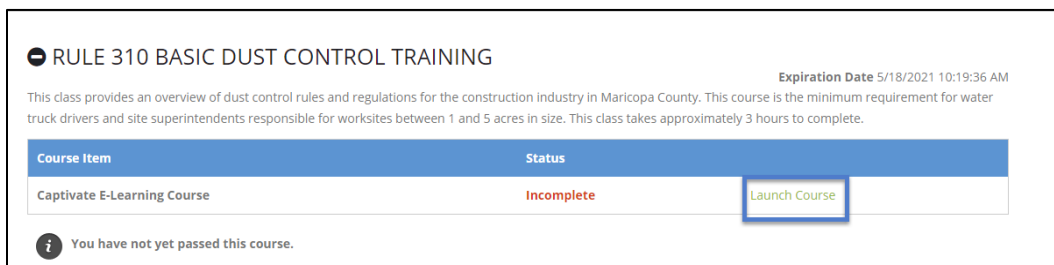 RULE 310 BASIC DUST CONTROL TRAINING
Expiration Date 5/18/2021 10:19:36 AM
This class provides an overview of dust control rules and regulations for the construction industry in Maricopa County. This course is the minimum requirement for water
truck drivers and site superintendents responsible for worksites between 1 and 5 acres in size. This class takes approximately 3 hours to complete.
Course Item Status
Captivate E-Learning Course Incomplete Launch Course
i You have not yet passed this course.